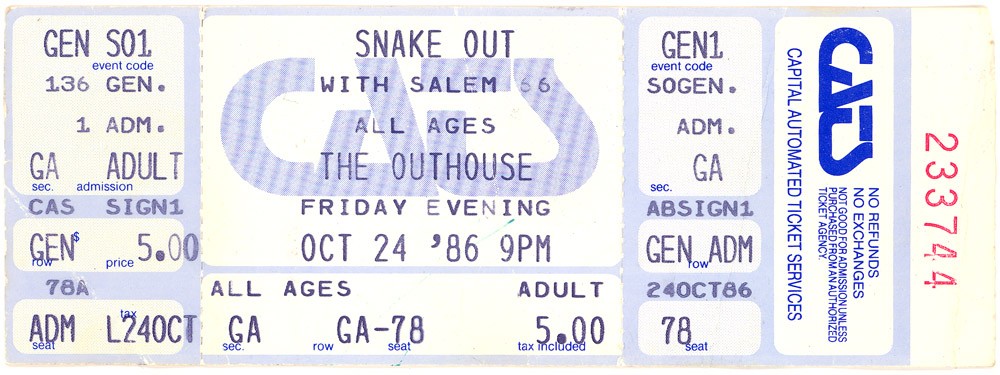 GEN S01
event code
136 GEN.
1 ADM.
GA ADULT
sec. admission
CAS SIGN1
GEN $ 5.00
row price
78A
tax
ADM L24OCT
seat
SNAKE OUT
WITH SALEM 66
ALL AGES
THE OUTHOUSE
FRIDAY EVENING
OCT 24 '86 9PM
ALL AGES ADULT
GA GA-78 5.00
sec. row seat tax included
CATS
GEN1
event code
SOGEN.
ADM.
GA
sec.
ABSIGN1
GEN ADM
row
24OCT86
78
seat
CATS
CAPITAL AUTOMATED TICKET SERVICES
NO REFUNDS
NO EXCHANGES
NOT GOOD FOR ADMISSION UNLESS
PURCHASED FROM AN AUTHORIZED
TICKET AGENCY.
233744